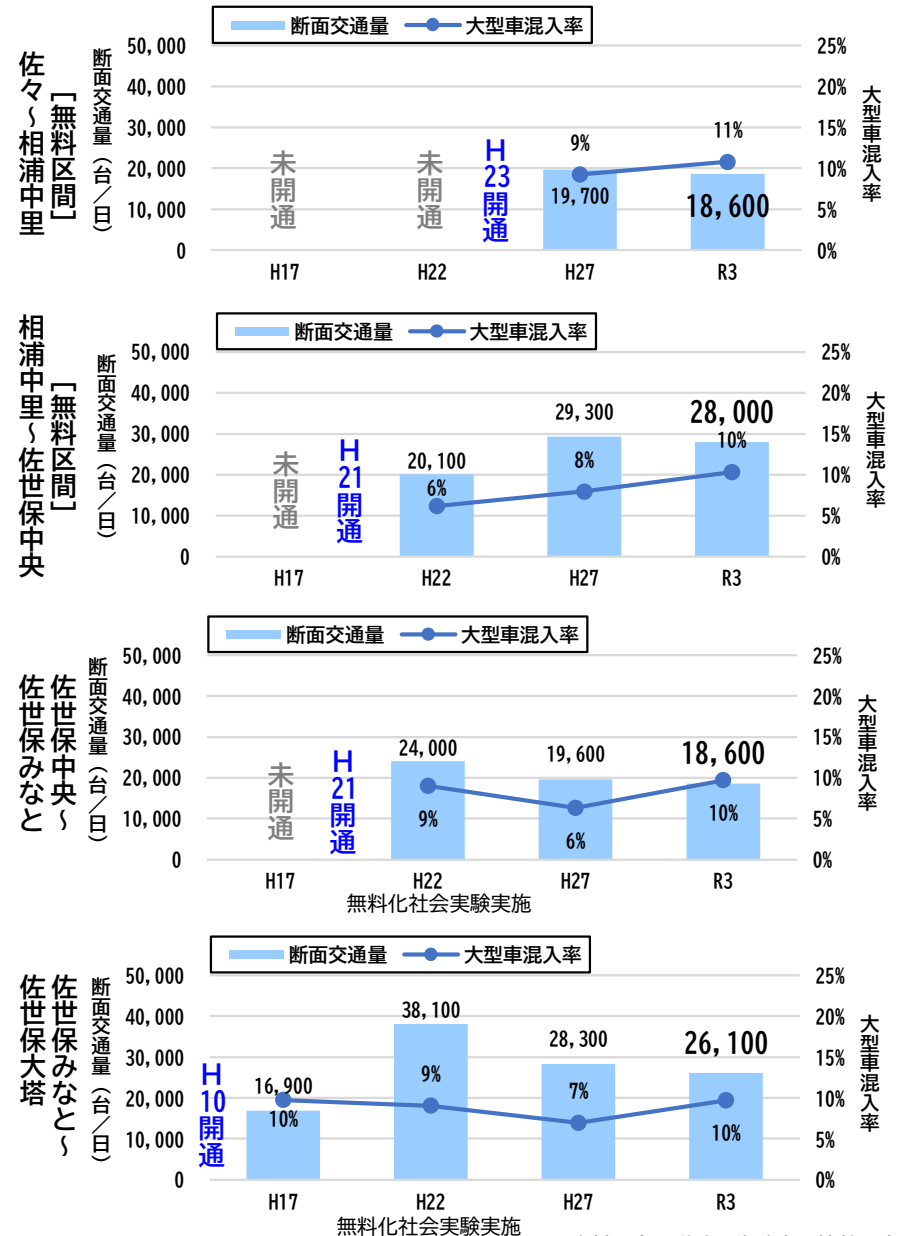 断面交通量 大型車混入率
佐々～相浦中里
［無料区間］
断面交通量（台／日）
50,000
40,000
30,000
20,000
10,000
0
未開通
未開通
H23開通
9%
19,700
11%
18,600
25%
20%
15%
10%
5%
0%
大型車混入率
H17 H22 H27 R3
断面交通量 大型車混入率
相浦中里～佐世保中央
［無料区間］
断面交通量（台／日）
50,000
40,000
30,000
20,000
10,000
0
未開通
H21開通
20,100
6%
29,300
8%
28,000
10%
25%
20%
15%
10%
5%
0%
大型車混入率
H17 H22 H27 R3
断面交通量 大型車混入率
佐世保中央～
佐世保みなと
断面交通量（台／日）
50,000
40,000
30,000
20,000
10,000
0
未開通
H21開通
24,000
9%
19,600
6%
18,600
10%
25%
20%
15%
10%
5%
0%
大型車混入率
H17 H22 H27 R3
無料化社会実験実施
断面交通量 大型車混入率
佐世保みなと～
佐世保大塔
断面交通量（台／日）
50,000
40,000
30,000
20,000
10,000
0
H10開通
16,900
10%
38,100
9%
28,300
7%
26,100
10%
25%
20%
15%
10%
5%
0%
大型車混入率
H17 H22 H27 R3
無料化社会実験実施